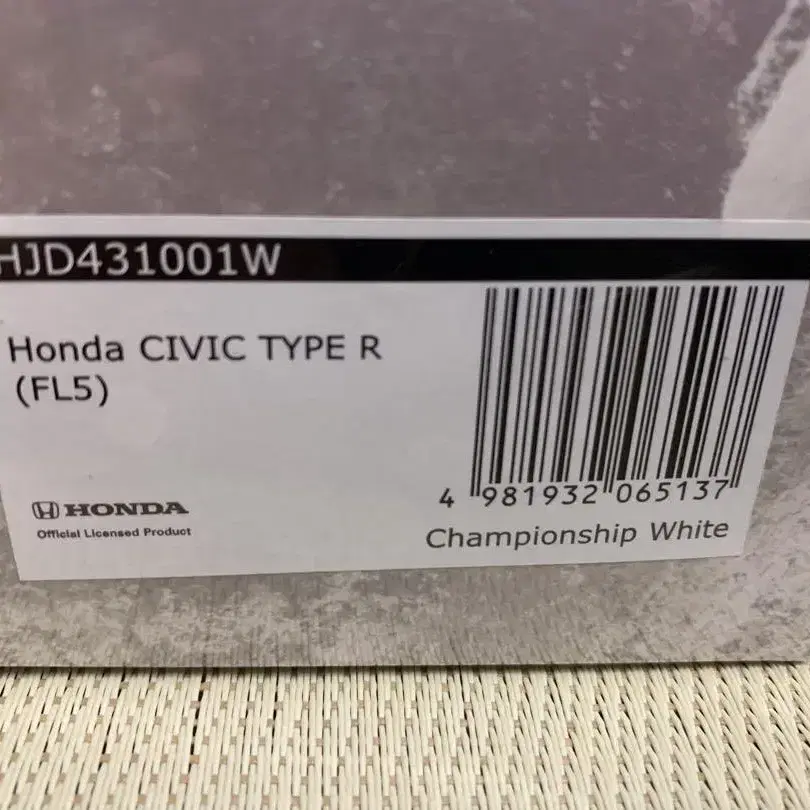 HJD431001W
Honda CIVIC TYPE R
(FL5)
4 981932 065137
HONDA
Official Licensed Product
Championship White